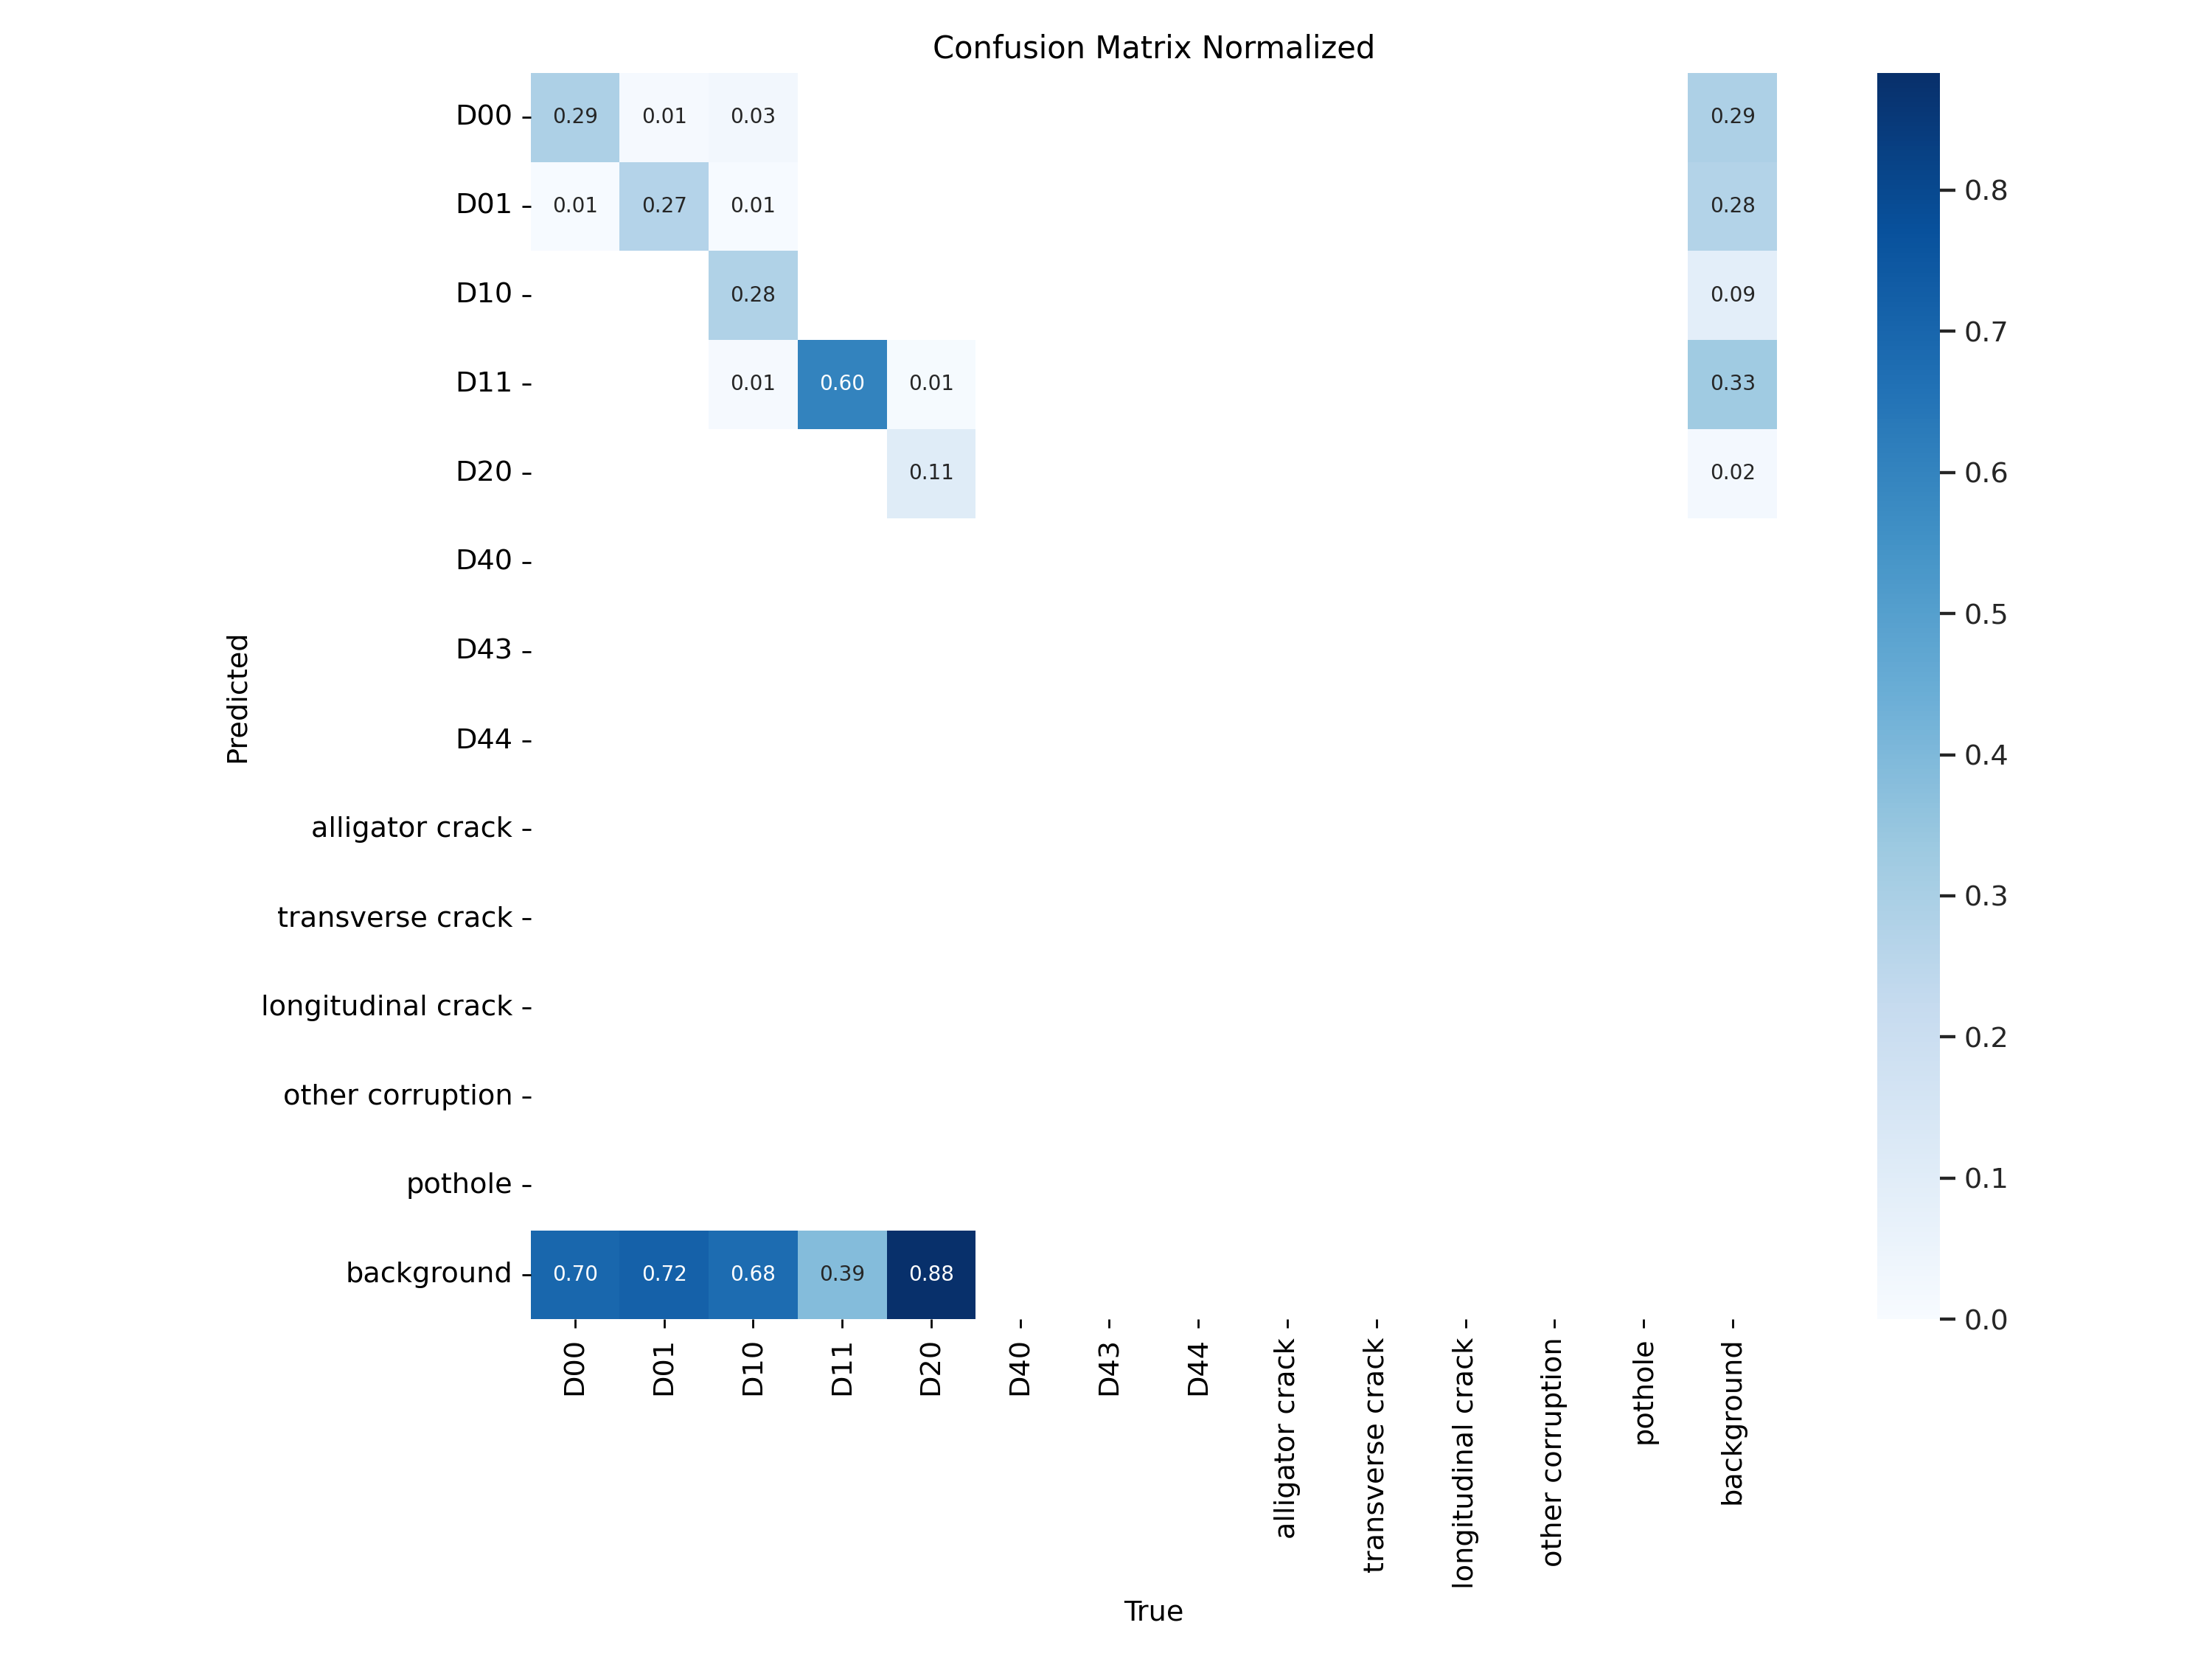 Confusion Matrix Normalized
D00
0.29
0.01
0.03
0.29
D01
0.01
0.27
0.01
0.28
D10
0.28
0.09
D11
0.01
0.60
0.01
0.33
D20
0.11
0.02
D40
D43
D44
alligator crack
transverse crack
longitudinal crack
other corruption
pothole
background
0.70
0.72
0.68
0.39
0.88
Predicted
D00
D01
D10
D11
D20
D40
D43
D44
alligator crack
transverse crack
longitudinal crack
other corruption
pothole
background
True
0.8
0.7
0.6
0.5
0.4
0.3
0.2
0.1
0.0